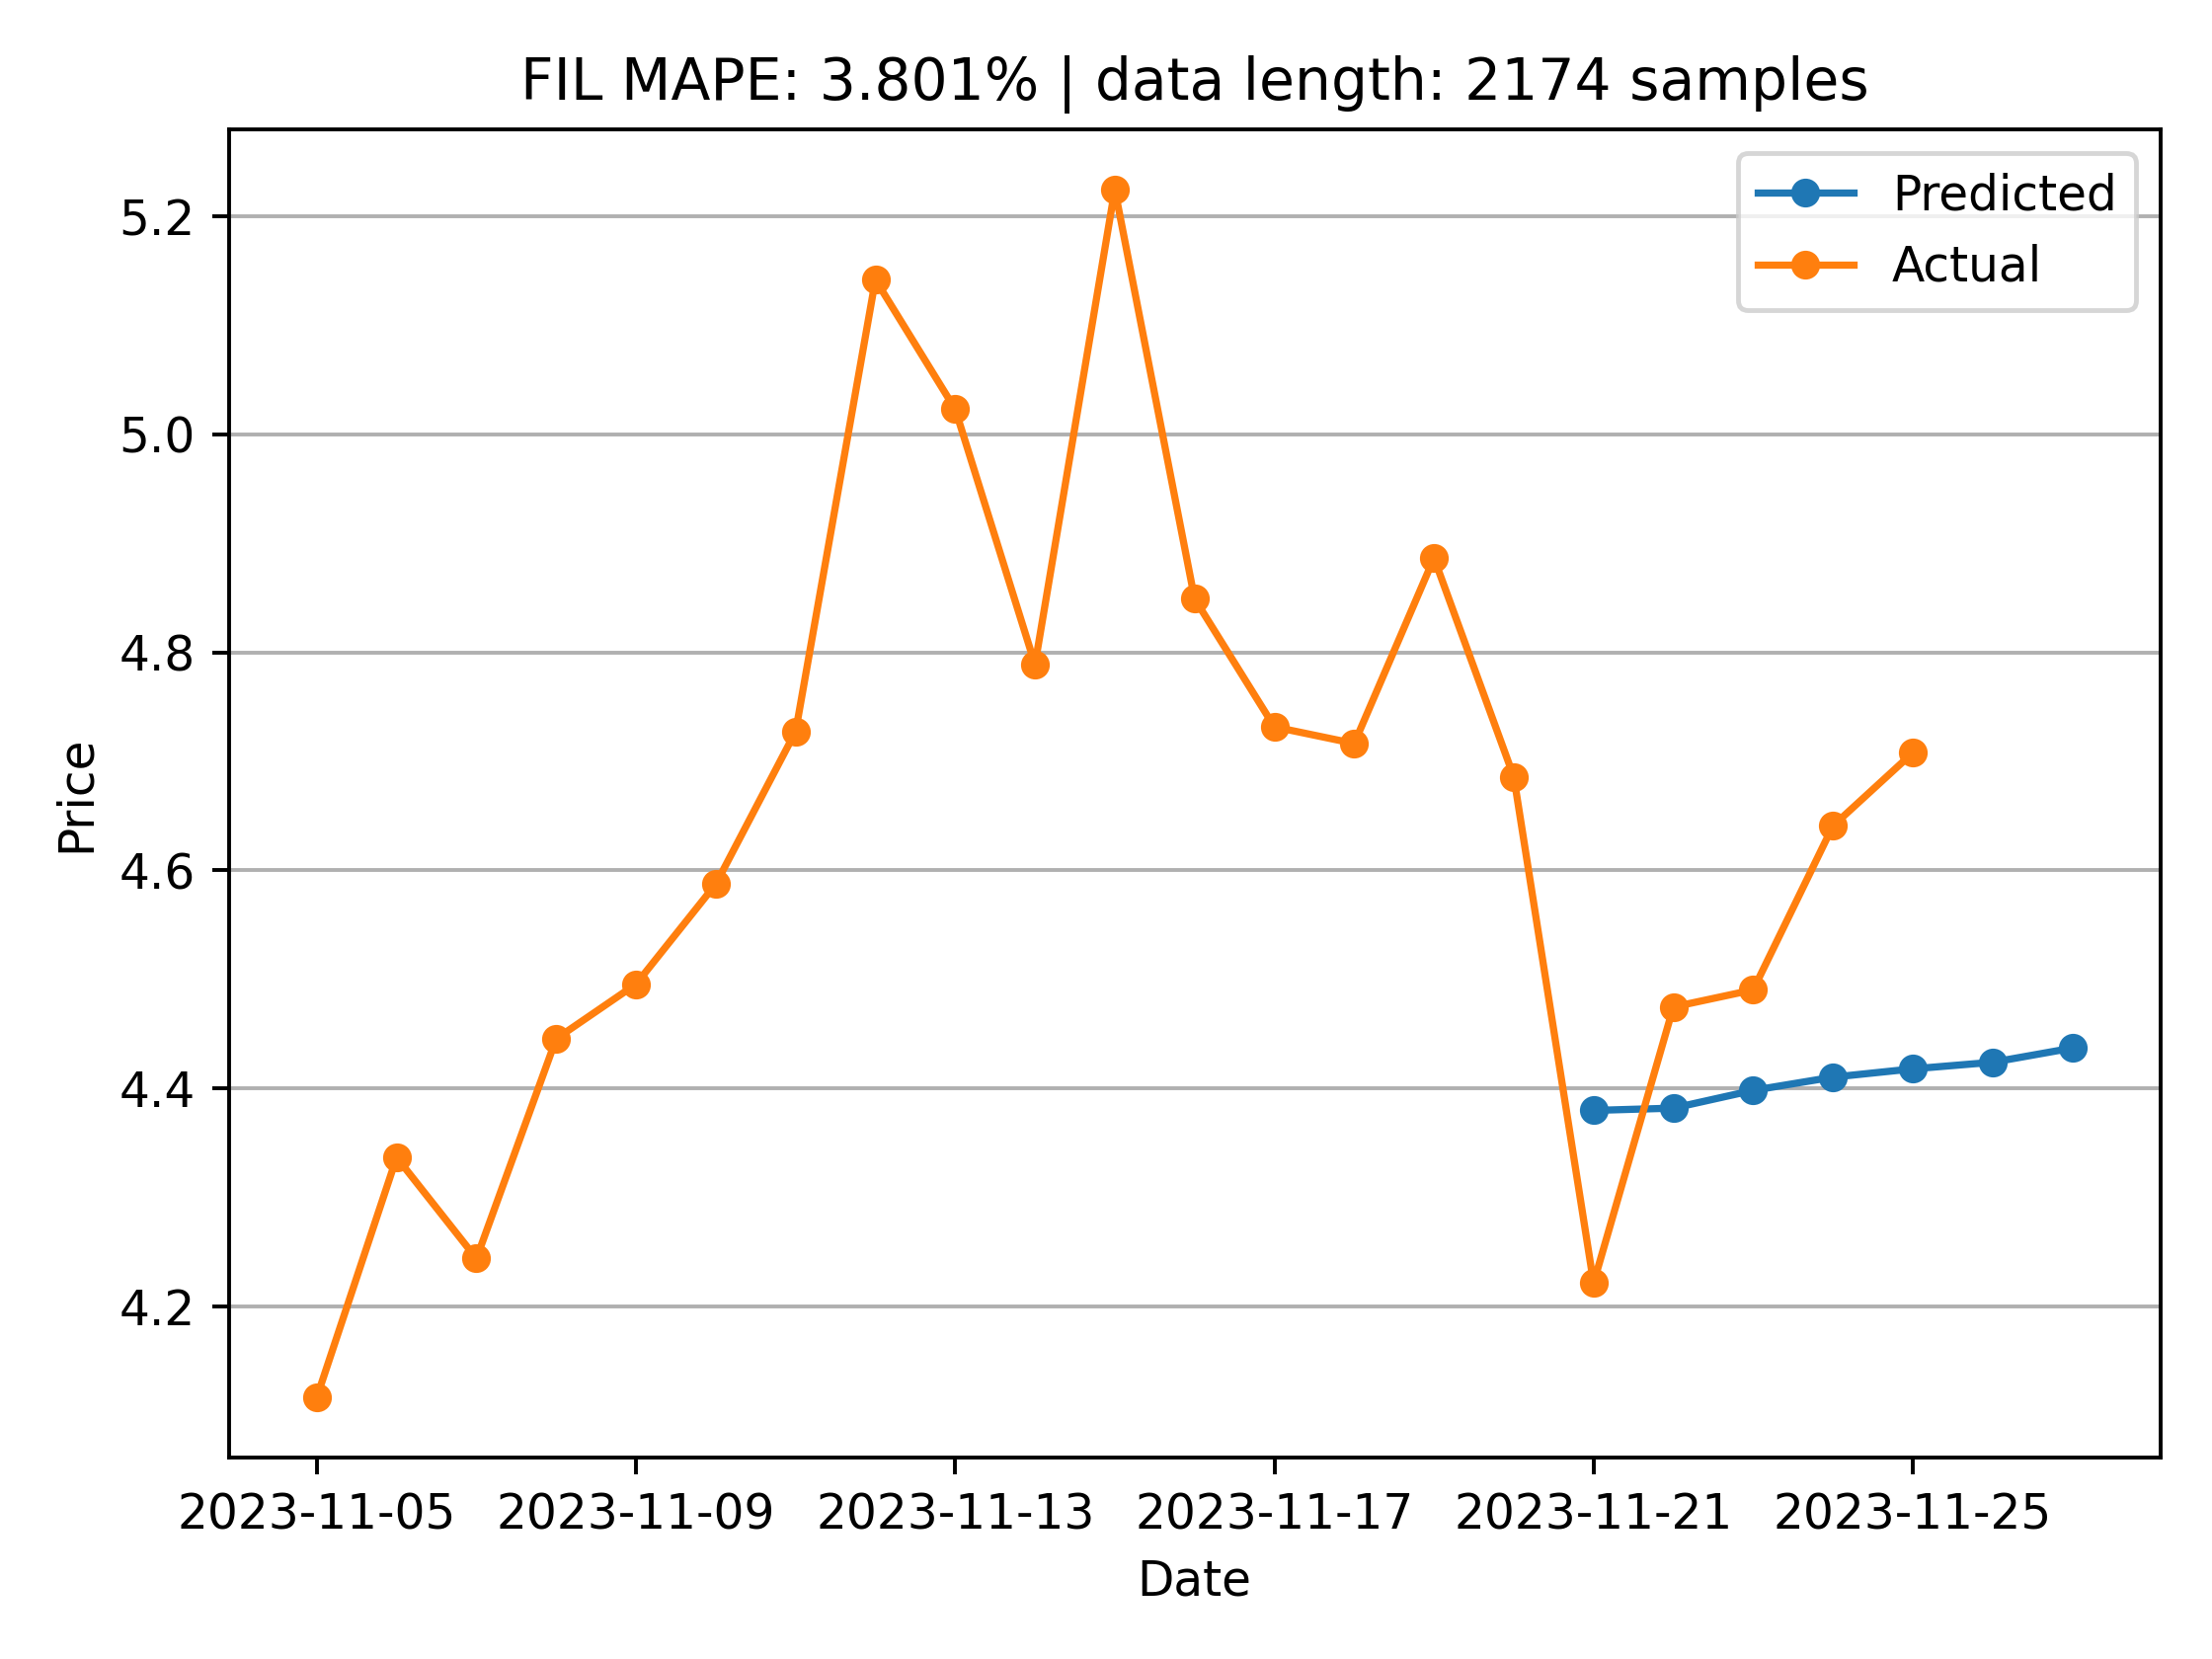 FIL MAPE: 3.801% | data length: 2174 samples
Predicted
Actual
5.2
5.0
4.8
4.6
4.4
4.2
Price
2023-11-05 2023-11-09 2023-11-13 2023-11-17 2023-11-21 2023-11-25
Date